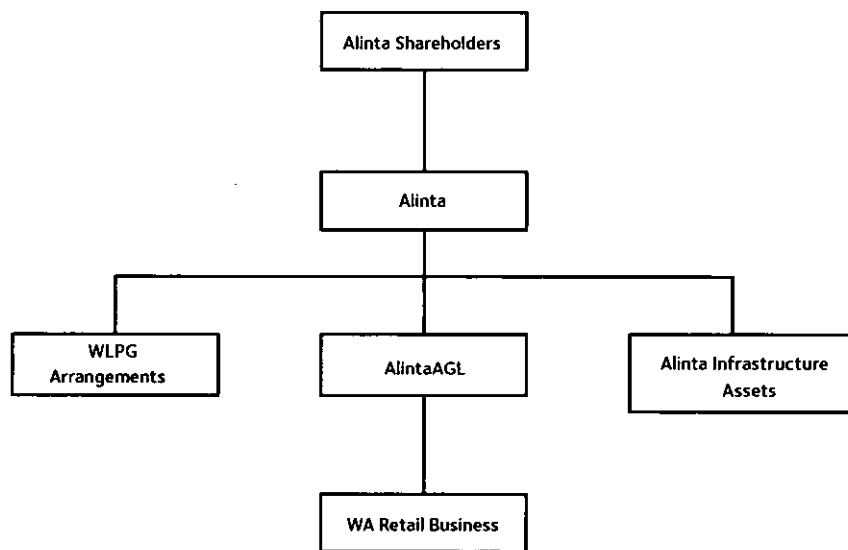 Alinta Shareholders
Alinta
WLPG
Arrangements
AlintaAGL
Alinta Infrastructure
Assets
WA Retail Business